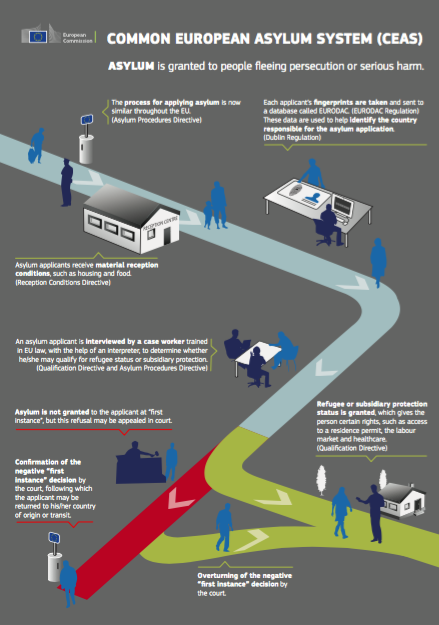 European
Commission
COMMON EUROPEAN ASYLUM SYSTEM (CEAS)
ASYLUM is granted to people fleeing persecution or serious harm.
The process for applying asylum is now
similar throughout the EU.
(Asylum Procedures Directive)
Each applicant's fingerprints are taken and sent to
a database called EURODAC. (EURODAC Regulation)
These data are used to help identify the country
responsible for the asylum application.
(Dublin Regulation)
RECEPTION CENTRE
Asylum applicants receive material reception
conditions, such as housing and food.
(Reception Conditions Directive)
An asylum applicant is interviewed by a case worker trained
in EU law, with the help of an interpreter, to determine whether
he/she may qualify for refugee status or subsidiary protection.
(Qualification Directive and Asylum Procedures Directive)
Asylum is not granted to the applicant at "first
instance", but this refusal may be appealed in court.
Refugee or subsidiary protection
status is granted, which gives the
person certain rights, such as access
to a residence permit, the labour
market and healthcare.
(Qualification Directive)
Confirmation of the
negative "first
instance" decision by
the court, following which
the applicant may be
returned to his/her country
of origin or transit.
Overturning of the negative
"first instance" decision by
the court.